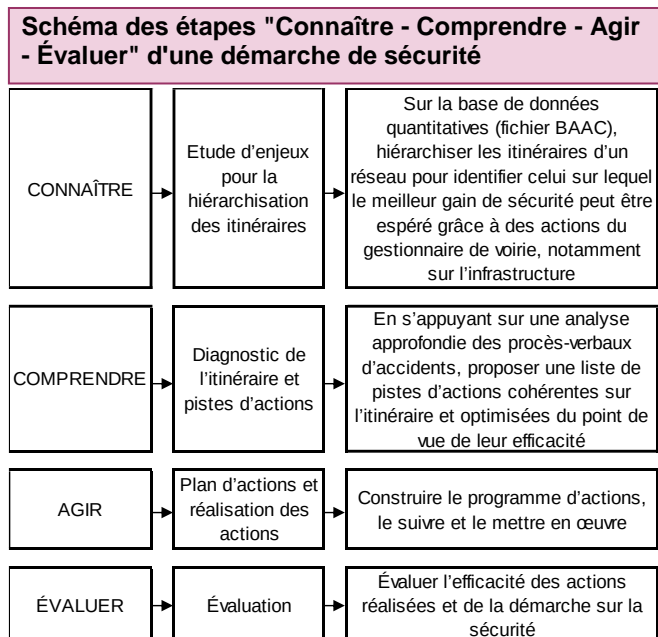 Schéma des étapes "Connaître - Comprendre - Agir
- Évaluer" d'une démarche de sécurité
CONNAÎTRE
Etude d’enjeux
pour la
hiérarchisation
des itinéraires
Sur la base de données
quantitatives (fichier BAAC),
hiérarchiser les itinéraires d’un
réseau pour identifier celui sur lequel
le meilleur gain de sécurité peut être
espéré grâce à des actions du
gestionnaire de voirie, notamment
sur l’infrastructure
COMPRENDRE
Diagnostic de
l’itinéraire et
pistes d’actions
En s’appuyant sur une analyse
approfondie des procès-verbaux
d’accidents, proposer une liste de
pistes d’actions cohérentes sur
l’itinéraire et optimisées du point de
vue de leur efficacité
AGIR
Plan d’actions et
réalisation des
actions
Construire le programme d’actions,
le suivre et le mettre en œuvre
ÉVALUER
Évaluation
Évaluer l’efficacité des actions
réalisées et de la démarche sur la
sécurité